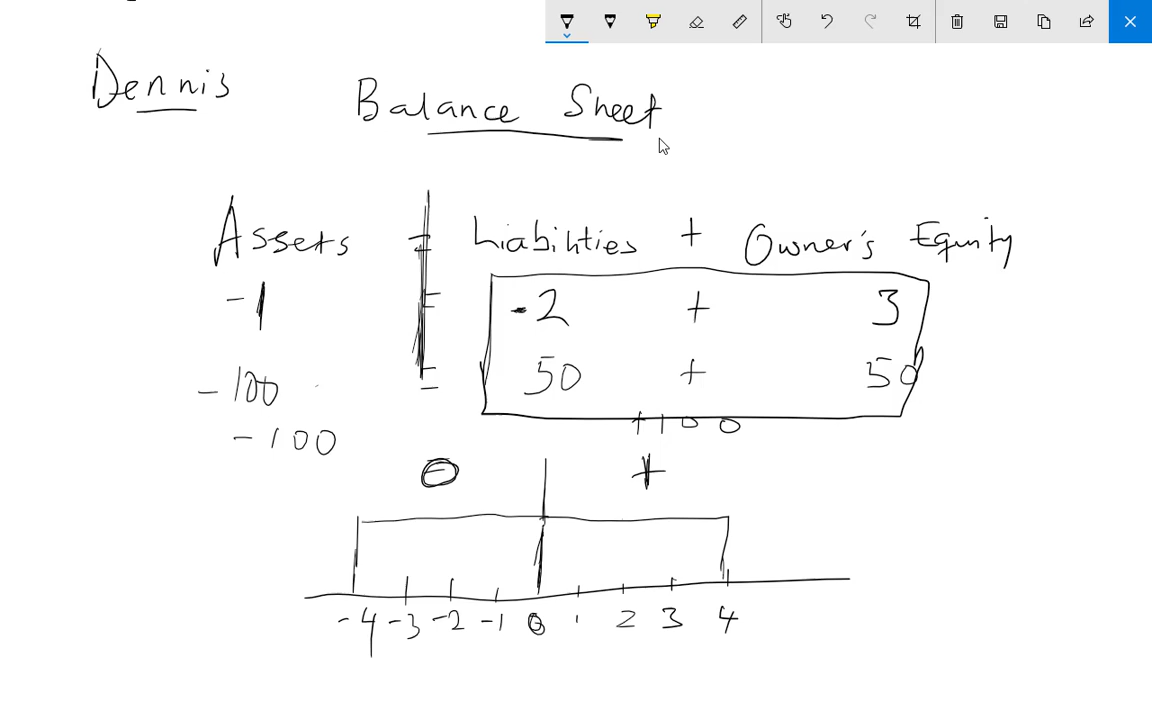 Dennis
Balance Sheet
Assets = Liabilities + Owner's Equity
-1 = -2 + 3
-100 = 50 + 50
+100
-100
- +
-4 -3 -2 -1 0 1 2 3 4